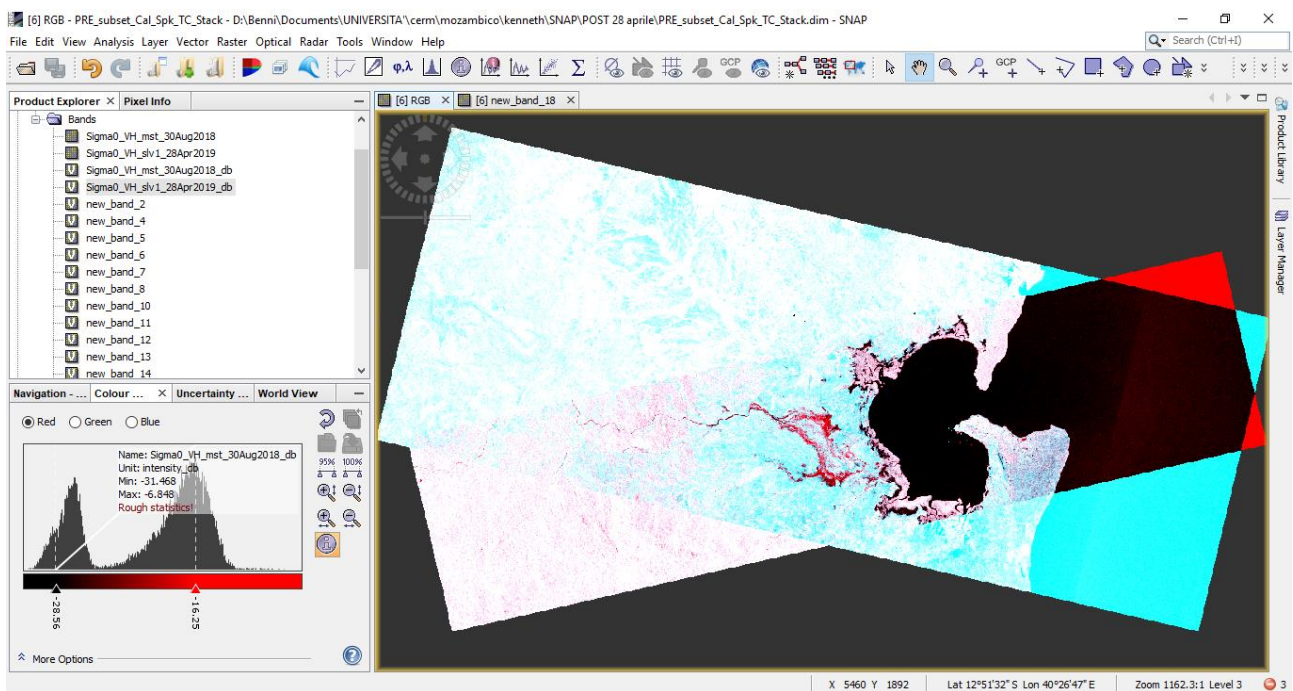 [6] RGB - PRE_subset_Cal_Spk_TC_Stack - D:\Benni\Documents\UNIVERSITA'\cerm\mozambico\kenneth\SNAP\POST 28 aprile\PRE_subset_Cal_Spk_TC_Stack.dim - SNAP
File Edit View Analysis Layer Vector Raster Optical Radar Tools Window Help
Search (Ctrl+I)
φ,λ Σ GCP GCP
Product Explorer Pixel Info
[6] RGB [6] new_band_18
Bands
Sigma0_VH_mst_30Aug2018
Sigma0_VH_slv1_28Apr2019
Sigma0_VH_mst_30Aug2018_db
Sigma0_VH_slv1_28Apr2019_db
new_band_2
new_band_4
new_band_5
new_band_6
new_band_7
new_band_8
new_band_10
new_band_11
new_band_12
new_band_13
new_band_14
Product Library
Layer Manager
Navigation - ... Colour ... Uncertainty ... World View
Red Green Blue
Name: Sigma0_VH_mst_30Aug2018_db
Unit: intensity_db
Min: -31.468
Max: -6.848
Rough statistics!
95% 100%
-28.56
-16.25
More Options
X 5460 Y 1892 Lat 12°51'32" S Lon 40°26'47" E Zoom 1162.3:1 Level 3 3